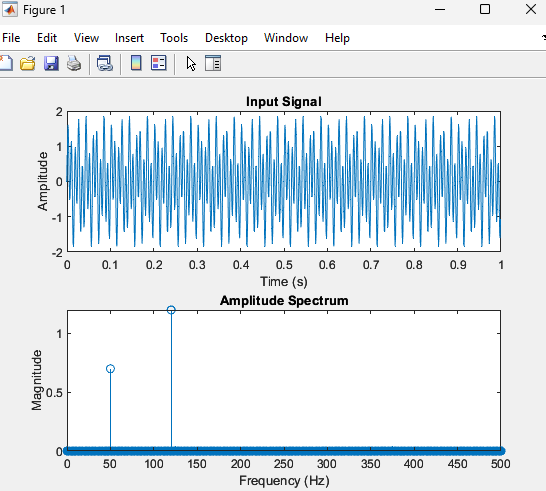 Figure 1
File Edit View Insert Tools Desktop Window Help
Input Signal
2
1
0
-1
-2
Amplitude
0 0.1 0.2 0.3 0.4 0.5 0.6 0.7 0.8 0.9 1
Time (s)
Amplitude Spectrum
1
0.5
0
Magnitude
0 50 100 150 200 250 300 350 400 450 500
Frequency (Hz)